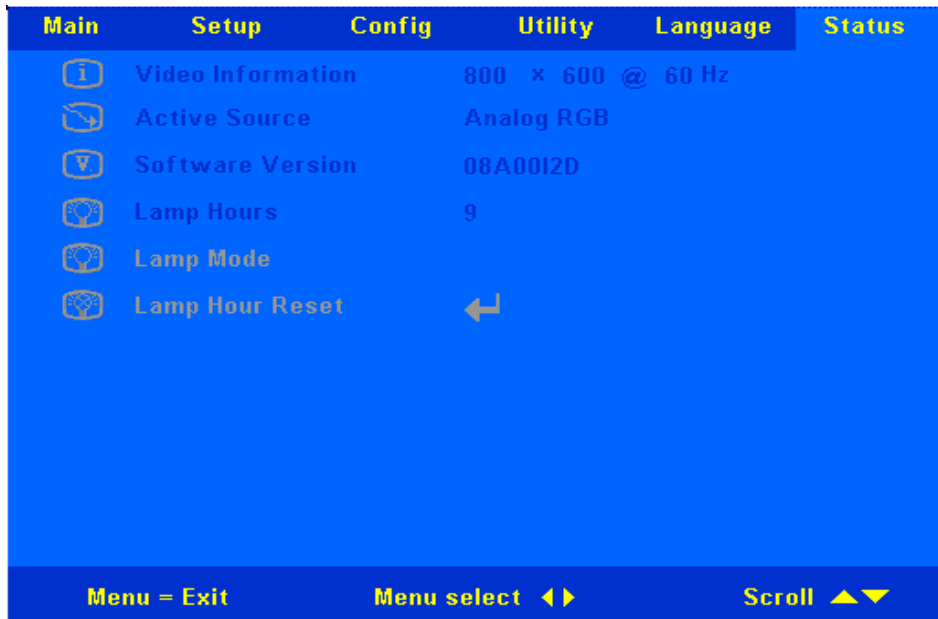 Main Setup Config Utility Language Status
Video Information 800 × 600 @ 60 Hz
Active Source Analog RGB
Software Version 08A00I2D
Lamp Hours 9
Lamp Mode
Lamp Hour Reset
Menu = Exit Menu select Scroll